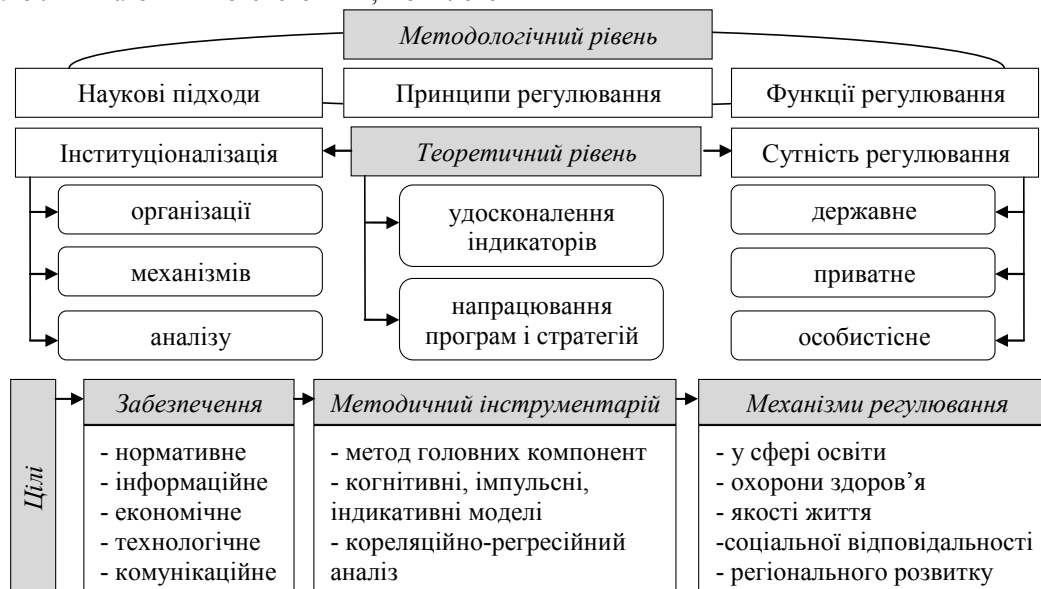 Методологічний рівень
Наукові підходи
Принципи регулювання
Функції регулювання
Інституціоналізація
Теоретичний рівень
Сутність регулювання
організації
механізмів
аналізу
удосконалення
індикаторів
напрацювання
програм і стратегій
державне
приватне
особистісне
Цілі
Забезпечення
- нормативне
- інформаційне
- економічне
- технологічне
- комунікаційне
Методичний інструментарій
- метод головних компонент
- когнітивні, імпульсні,
індикативні моделі
- кореляційно-регресійний
аналіз
Механізми регулювання
- у сфері освіти
- охорони здоров’я
- якості життя
-соціальної відповідальності
- регіонального розвитку